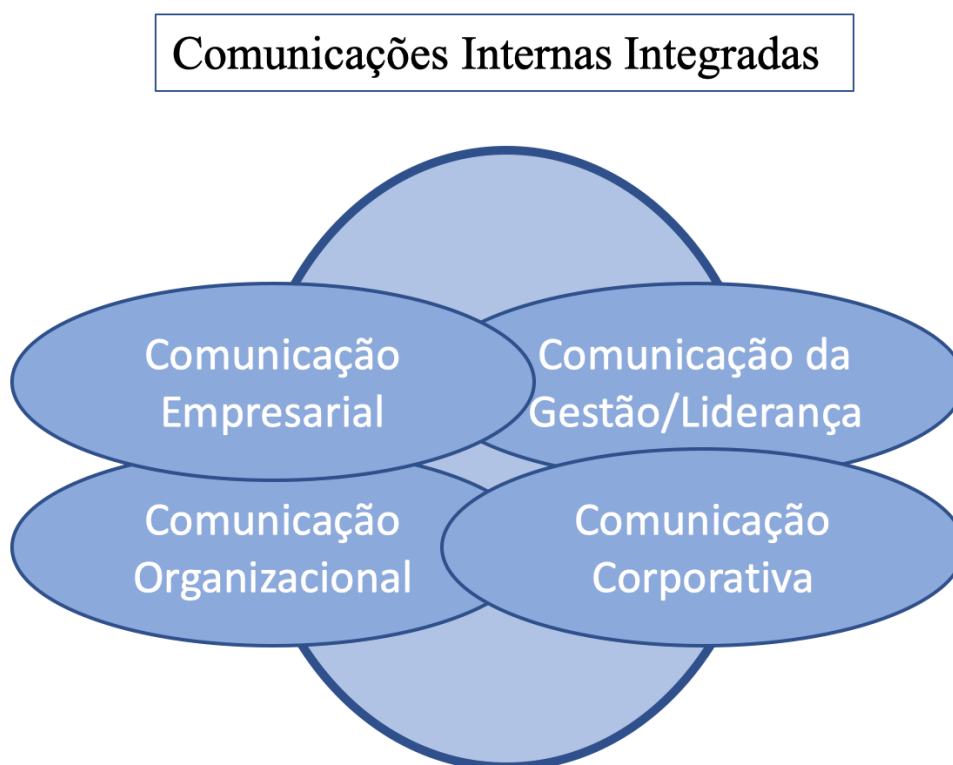 Comunicações Internas Integradas
Comunicação
Empresarial
Comunicação da
Gestão/Liderança
Comunicação
Organizacional
Comunicação
Corporativa